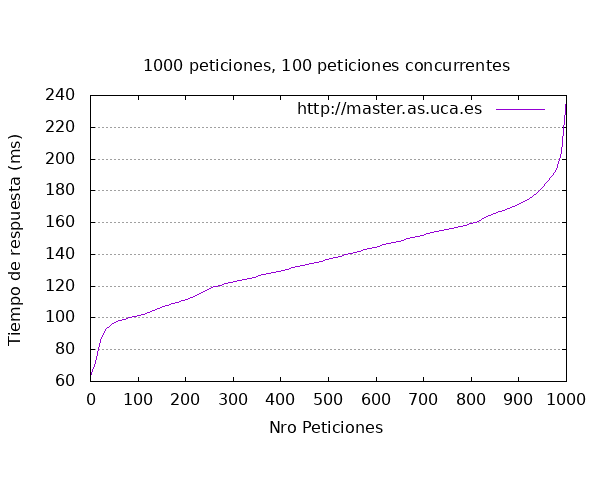 1000 peticiones, 100 peticiones concurrentes
http://master.as.uca.es
Tiempo de respuesta (ms)
240
220
200
180
160
140
120
100
80
60
0 100 200 300 400 500 600 700 800 900 1000
Nro Peticiones